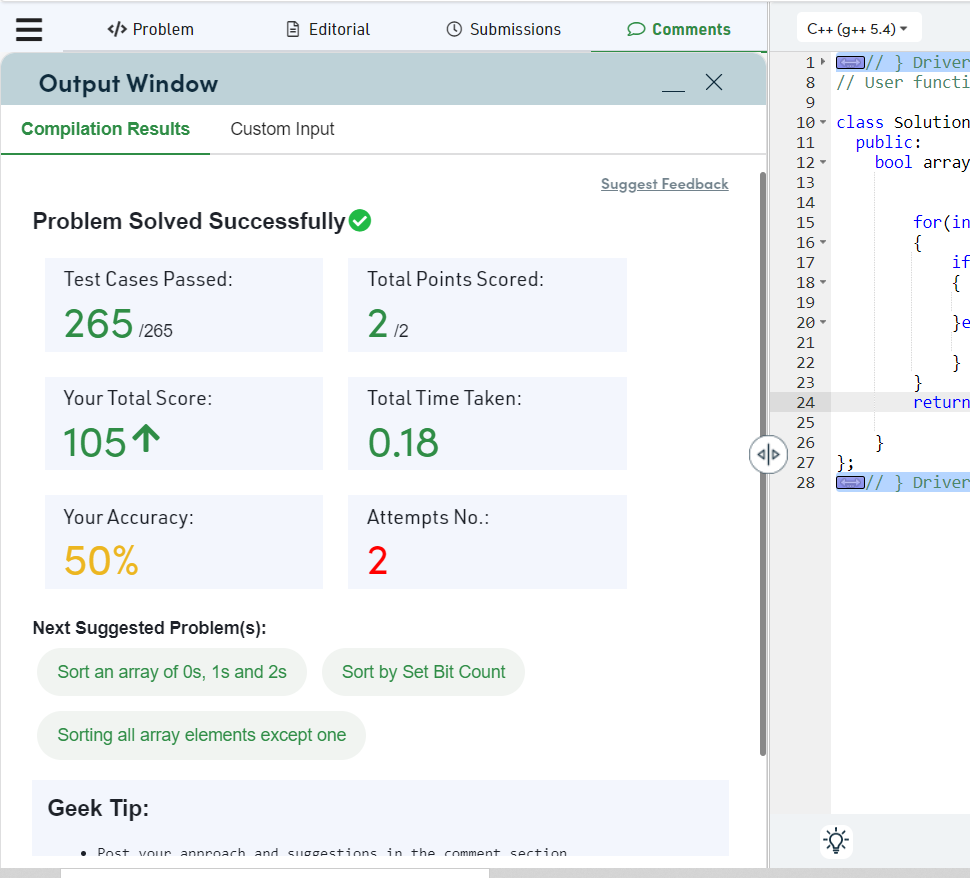 </> Problem
Editorial
Submissions
Comments
C++ (g++ 5.4)
Output Window
Compilation Results
Custom Input
Suggest Feedback
Problem Solved Successfully
Test Cases Passed:
265 /265
Total Points Scored:
2 /2
Your Total Score:
105
Total Time Taken:
0.18
Your Accuracy:
50%
Attempts No.:
2
Next Suggested Problem(s):
Sort an array of 0s, 1s and 2s
Sort by Set Bit Count
Sorting all array elements except one
Geek Tip:
• Post your approach and suggestions in the comment section
1 // } Driver
8 // User functi
9
10 class Solution
11 public:
12 bool array
13
14
15 for(in
16 {
17 if
18 {
19
20 }e
21
22 }
23 }
24 return
25
26 }
27 };
28 // } Driver